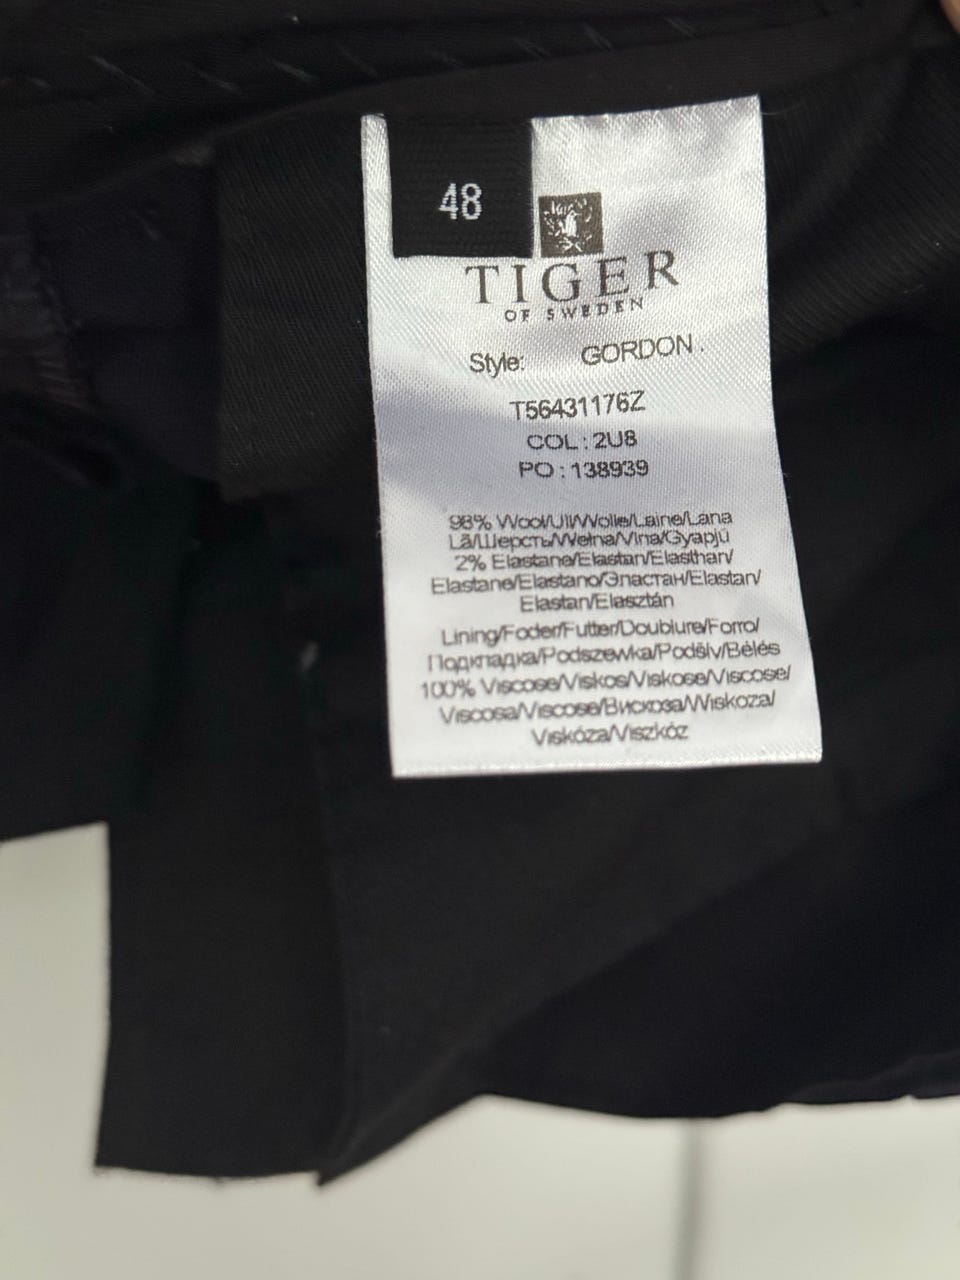 48
TIGER
OF SWEDEN
Style: GORDON.
T56431176Z
COL : 2U8
PO : 138939
98% Wool/Ull/Wolle/Laine/Lana
Lã/Шерсть/Wełna/Vlna/Gyapjú
2% Elastane/Elastan/Elasthan/
Elastane/Elastano/Эластан/Elastan/
Elastan/Elasztán
Lining/Foder/Futter/Doublure/Forro/
Подкладка/Podszewka/Podšív/Bélés
100% Viscose/Viskos/Viskose/Viscose/
Viscosa/Viscose/Вискоза/Wiskoza/
Viskóza/Viszkóz